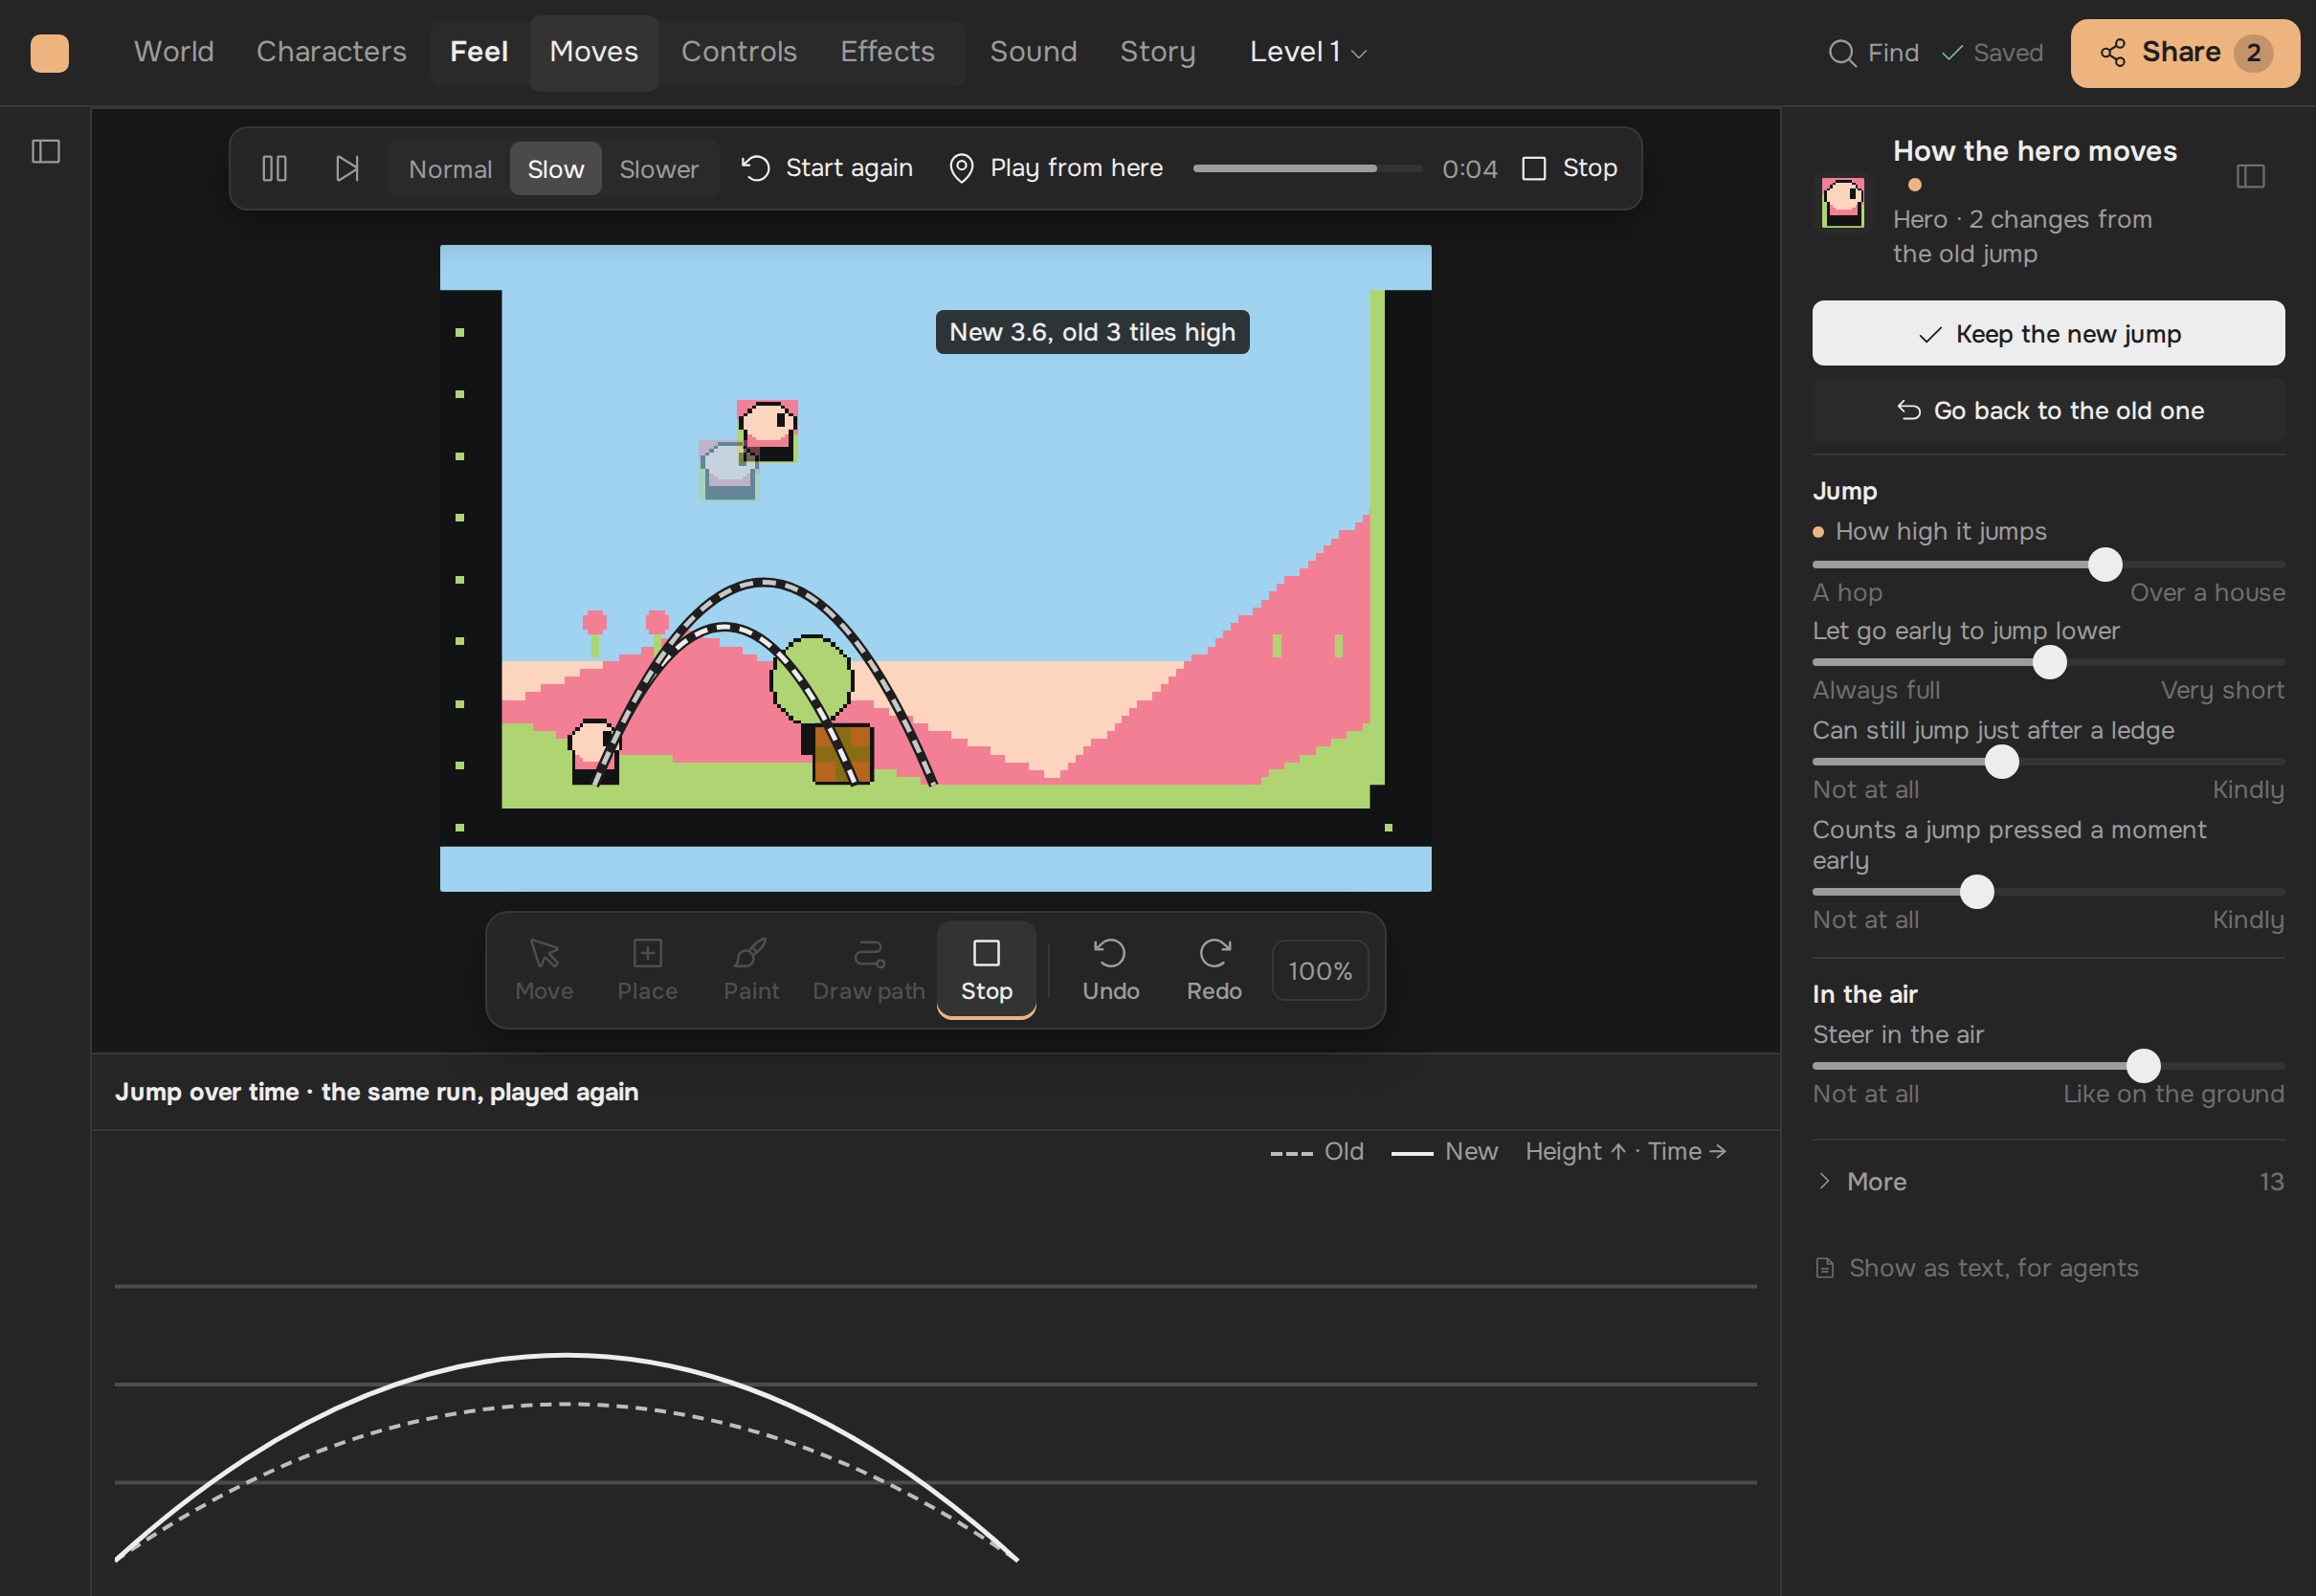 World Characters Feel Moves Controls Effects Sound Story Level 1 Find Saved Share 2
Normal Slow Slower Start again Play from here 0:04 Stop
New 3.6, old 3 tiles high
Move Place Paint Draw path Stop Undo Redo 100%
Jump over time · the same run, played again
Old New Height ↑ · Time →
How the hero moves
Hero · 2 changes from
the old jump
Keep the new jump
Go back to the old one
Jump
How high it jumps
A hop Over a house
Let go early to jump lower
Always full Very short
Can still jump just after a ledge
Not at all Kindly
Counts a jump pressed a moment
early
Not at all Kindly
In the air
Steer in the air
Not at all Like on the ground
More 13
Show as text, for agents